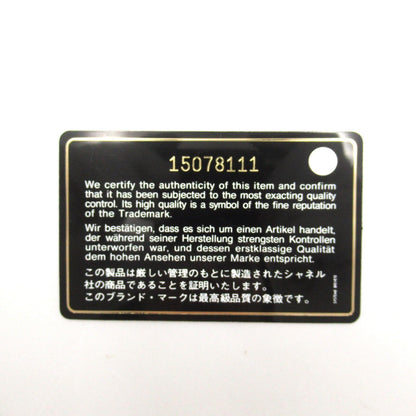 15078111
We certify the authenticity of this item and confirm
that it has been subjected to the most exacting quality
control. Its high quality is a symbol of the fine reputation
of the Trademark.
Wir bestätigen, dass es sich um einen Artikel handelt,
der während seiner Herstellung strengsten Kontrollen
unterworfen war, und dessen erstklassige Qualität
dem hohen Ansehen unserer Marke entspricht.
この製品は厳しい管理のもとに製造されたシャネル
社の商品であることを証明いたします。
このブランド・マークは最高級品質の象徴です。